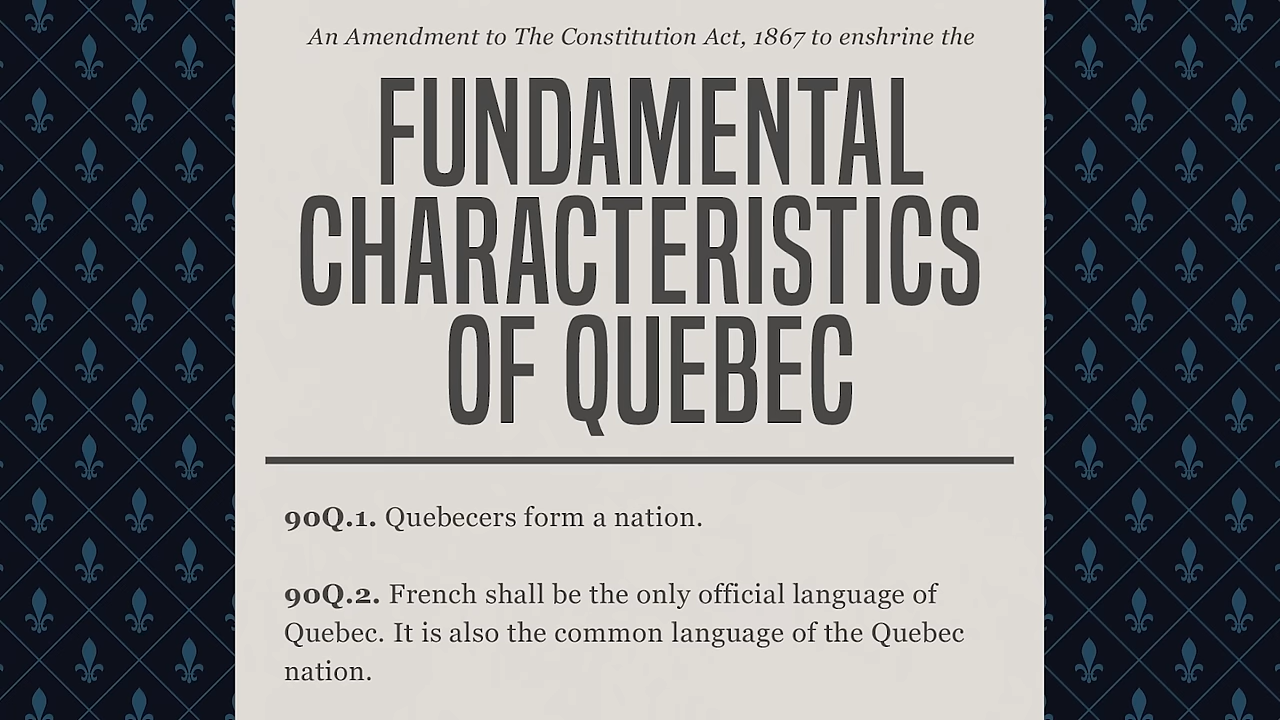 An Amendment to The Constitution Act, 1867 to enshrine the
FUNDAMENTAL
CHARACTERISTICS
OF QUEBEC
90Q.1. Quebecers form a nation.
90Q.2. French shall be the only official language of
Quebec. It is also the common language of the Quebec
nation.